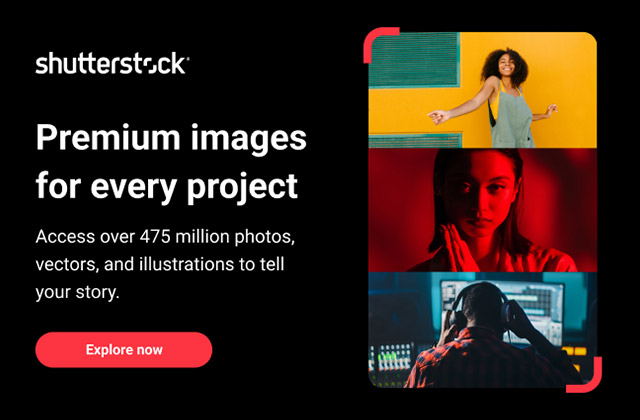 shutterstock
Premium images
for every project
Access over 475 million photos,
vectors, and illustrations to tell
your story.
Explore now